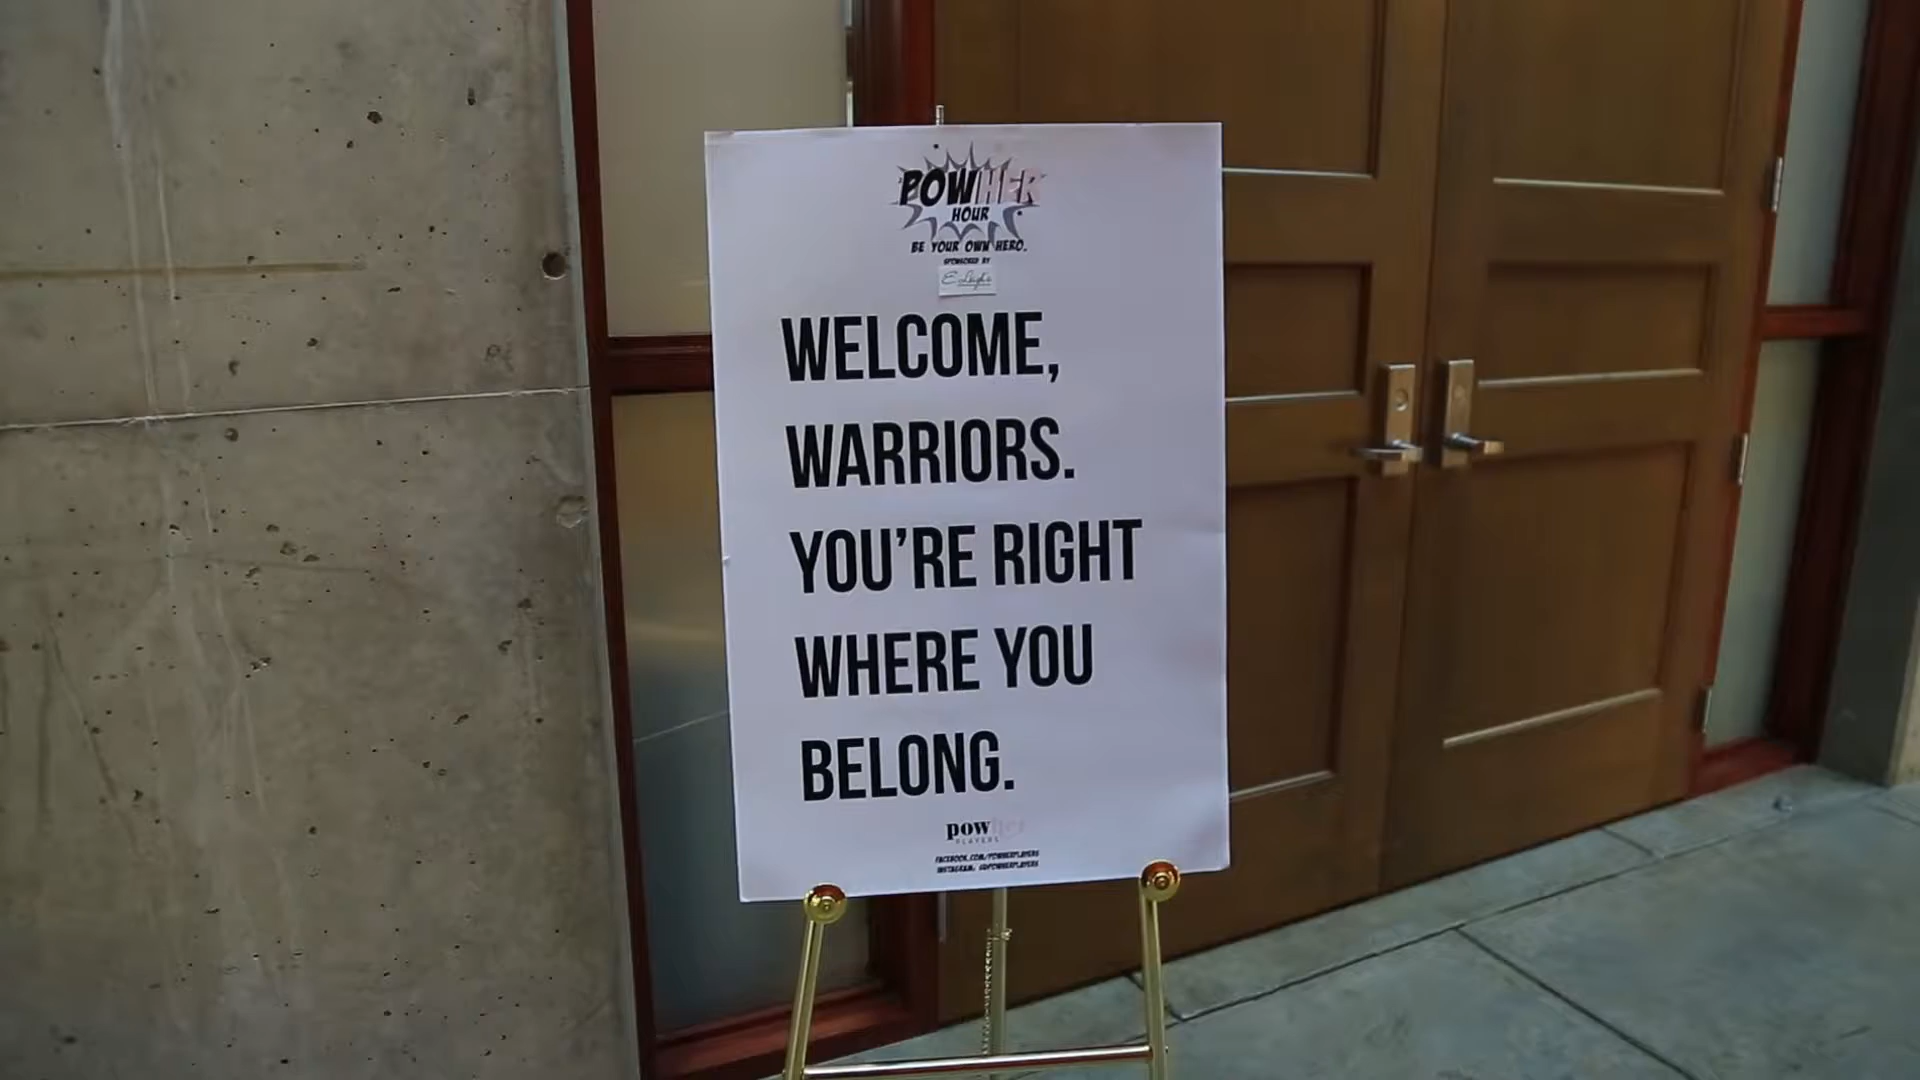 POWHER
HOUR
BE YOUR OWN HERO.
SPONSORED BY
WELCOME,
WARRIORS.
YOU'RE RIGHT
WHERE YOU
BELONG.
powher
PLAYERS
FACEBOOK.COM/POWHERPLAYERS
INSTAGRAM: @POWHERPLAYERS